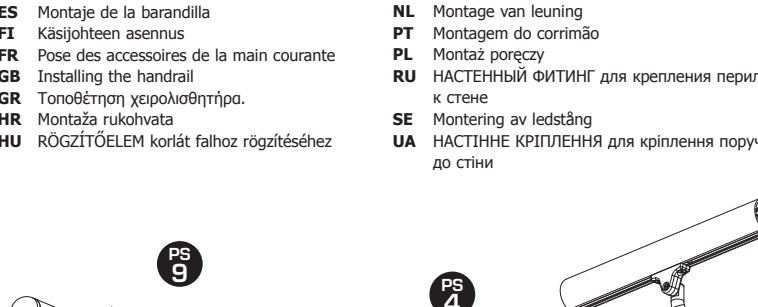 ES Montaje de la barandilla
FI Käsijohteen asennus
FR Pose des accessoires de la main courante
GB Installing the handrail
GR Τοποθέτηση χειρολισθητήρα.
HR Montaža rukohvata
HU RÖGZÍTŐELEM korlát falhoz rögzítéséhez
NL Montage van leuning
PT Montagem do corrimão
PL Montaż poręczy
RU НАСТЕННЫЙ ФИТИНГ для крепления перил
к стене
SE Montering av ledstång
UA НАСТІННЕ КРІПЛЕННЯ для кріплення поруч
до стіни
PS
9
PS
4